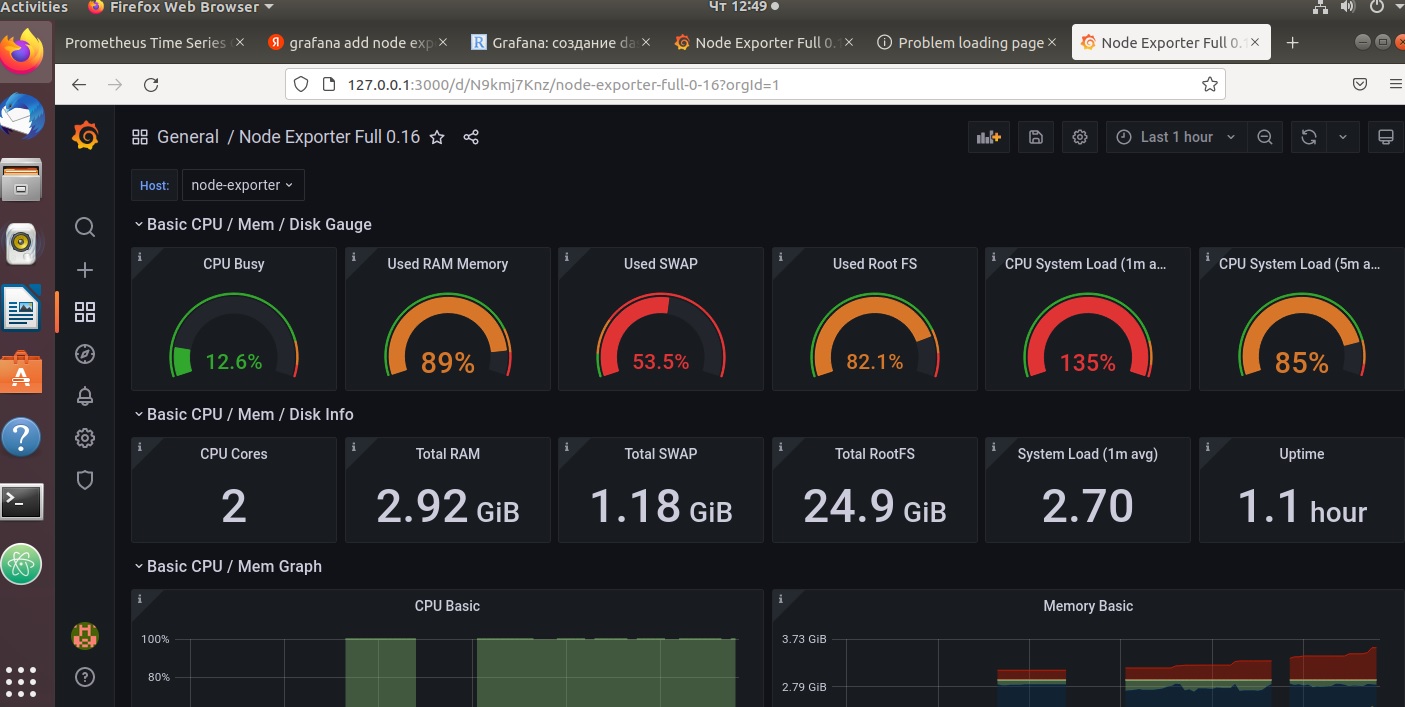 Activities Firefox Web Browser Чт 12:49
Prometheus Time Series grafana add node exp Grafana: создание da Node Exporter Full 0.1 Problem loading page Node Exporter Full 0.1
127.0.0.1:3000/d/N9kmj7Knz/node-exporter-full-0-16?orgId=1
General / Node Exporter Full 0.16 Last 1 hour
Host: node-exporter
Basic CPU / Mem / Disk Gauge
CPU Busy Used RAM Memory Used SWAP Used Root FS CPU System Load (1m a... CPU System Load (5m a...
12.6% 89% 53.5% 82.1% 135% 85%
Basic CPU / Mem / Disk Info
CPU Cores Total RAM Total SWAP Total RootFS System Load (1m avg) Uptime
2 2.92 GiB 1.18 GiB 24.9 GiB 2.70 1.1 hour
Basic CPU / Mem Graph
CPU Basic Memory Basic
100% 3.73 GiB
80% 2.79 GiB